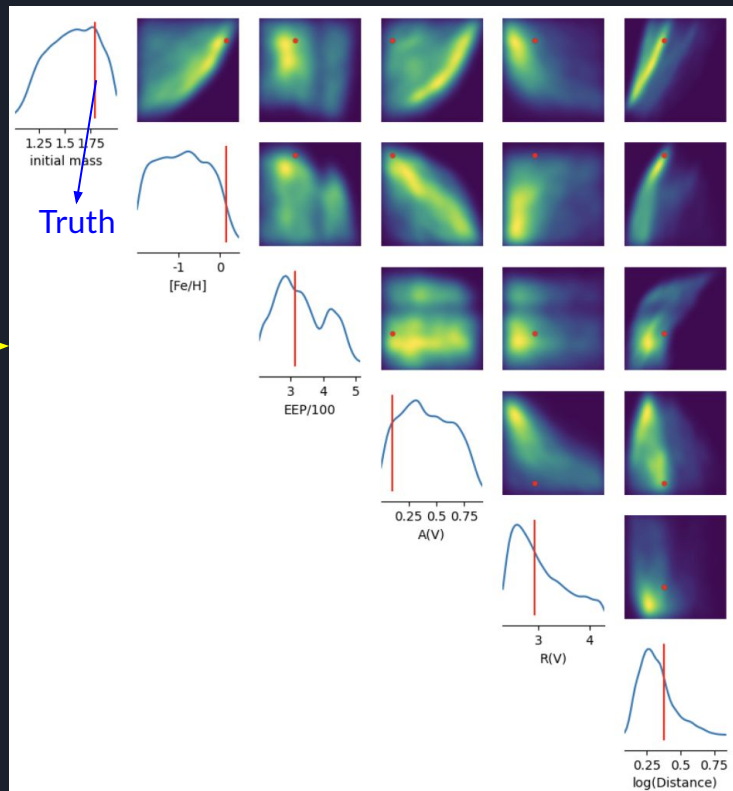 1.25 1.5 1.75
initial mass
Truth
-1 0
[Fe/H]
3 4 5
EEP/100
0.25 0.5 0.75
A(V)
3 4
R(V)
0.25 0.5 0.75
log(Distance)